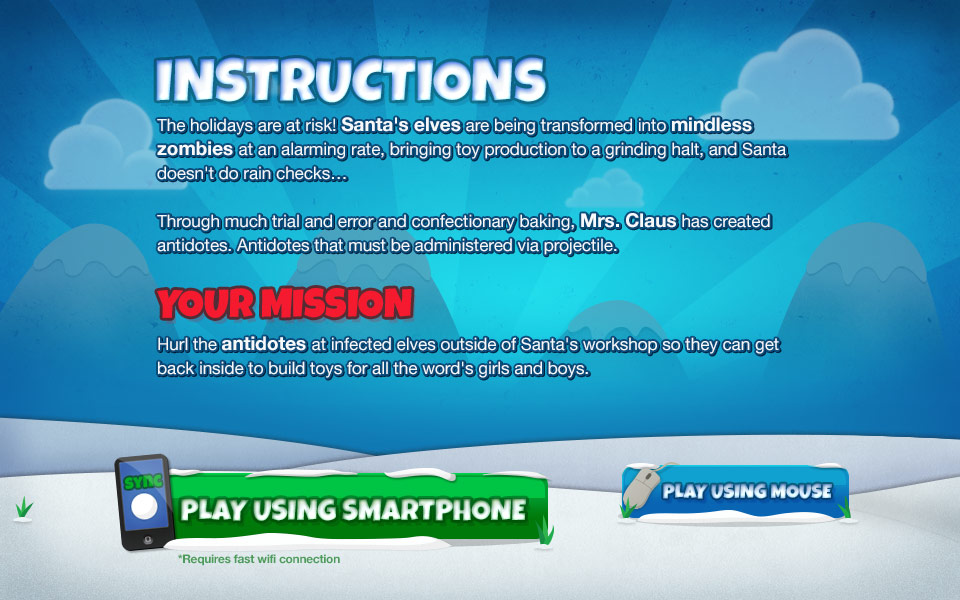 INSTRUCTIONS
The holidays are at risk! Santa's elves are being transformed into mindless
zombies at an alarming rate, bringing toy production to a grinding halt, and Santa
doesn't do rain checks...
Through much trial and error and confectionary baking, Mrs. Claus has created
antidotes. Antidotes that must be administered via projectile.
YOUR MISSION
Hurl the antidotes at infected elves outside of Santa's workshop so they can get
back inside to build toys for all the word's girls and boys.
SYNC
PLAY USING SMARTPHONE
PLAY USING MOUSE
*Requires fast wifi connection